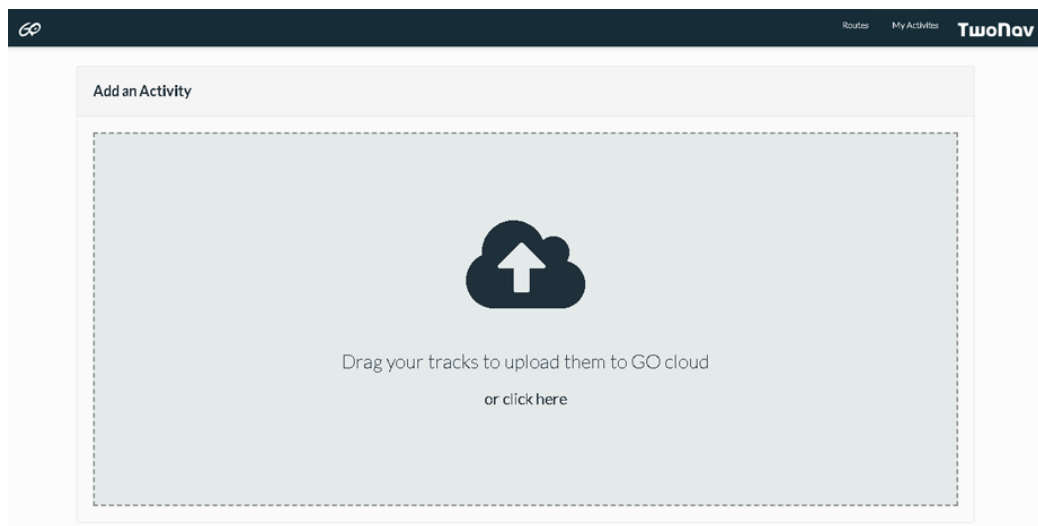 GO
Routes
My Activites
TwoNav
Add an Activity
Drag your tracks to upload them to GO cloud
or click here